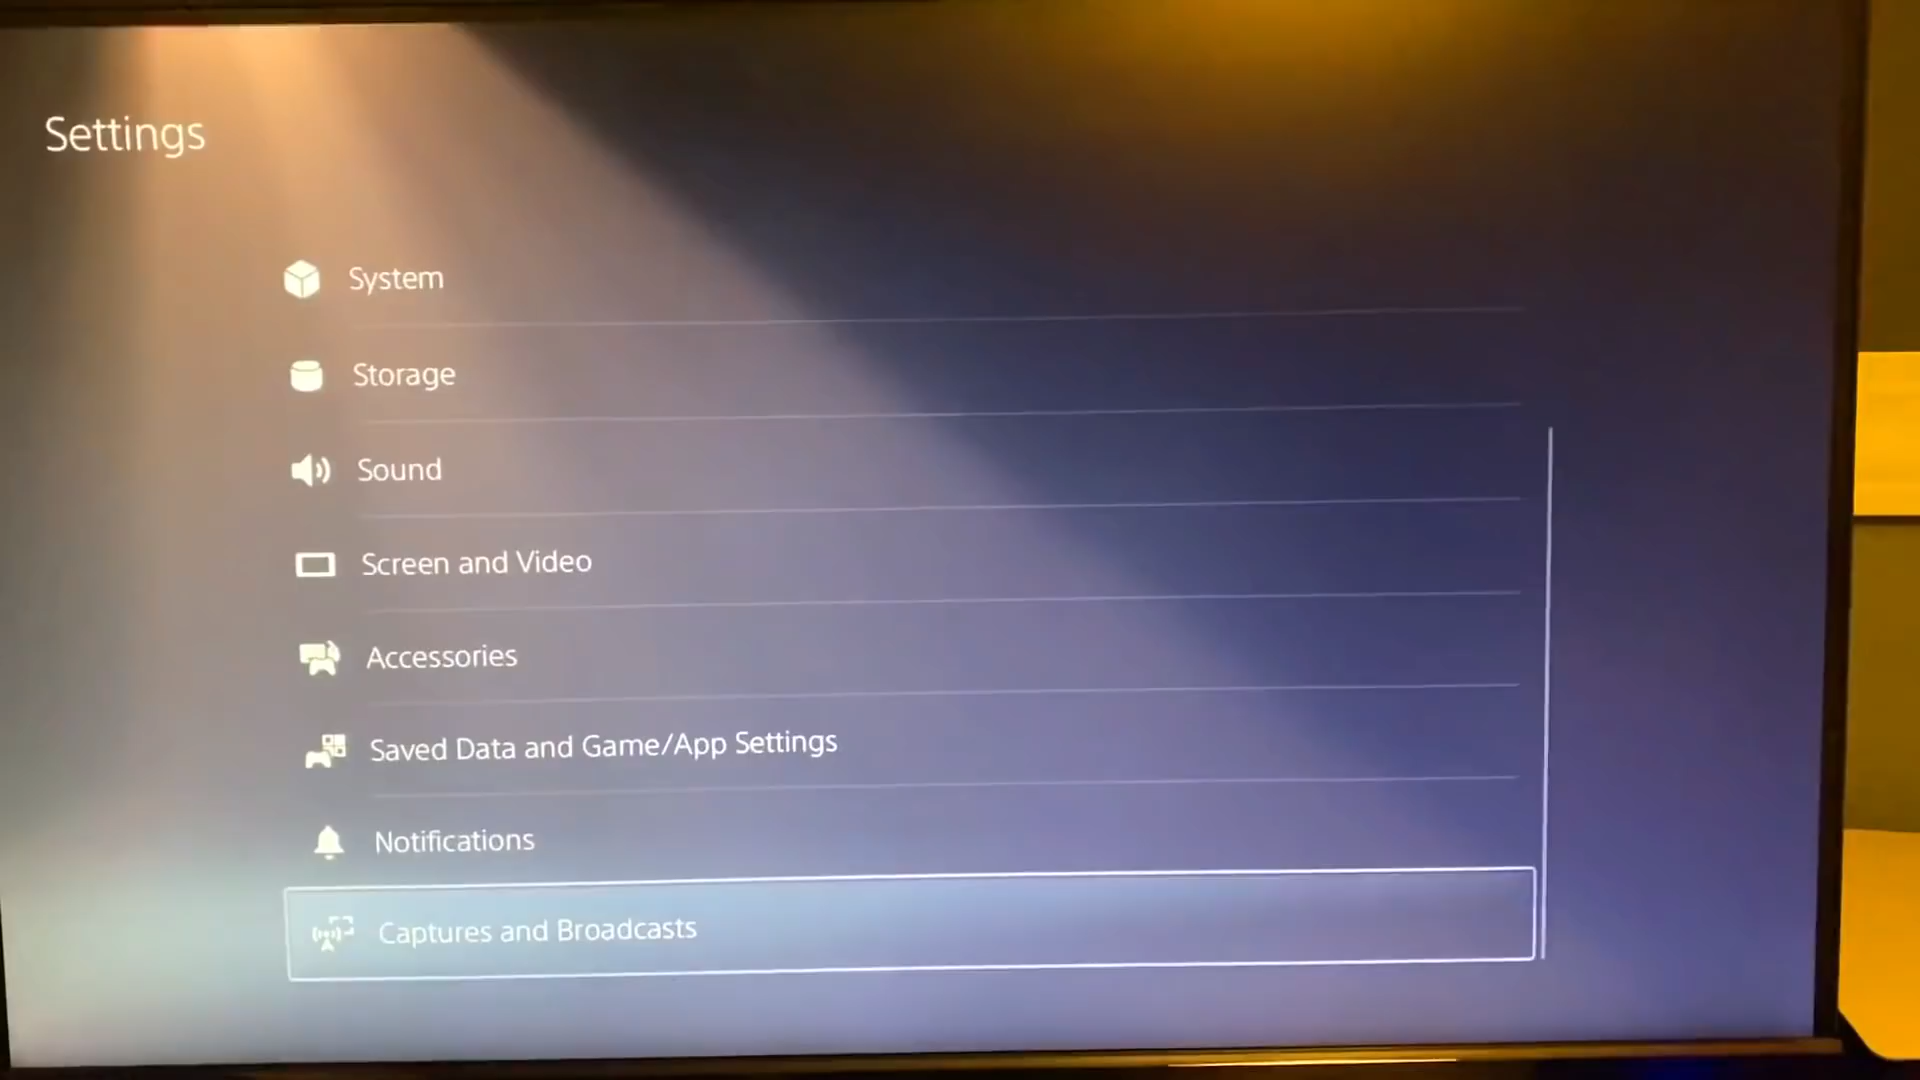 Settings
System
Storage
Sound
Screen and Video
Accessories
Saved Data and Game/App Settings
Notifications
Captures and Broadcasts